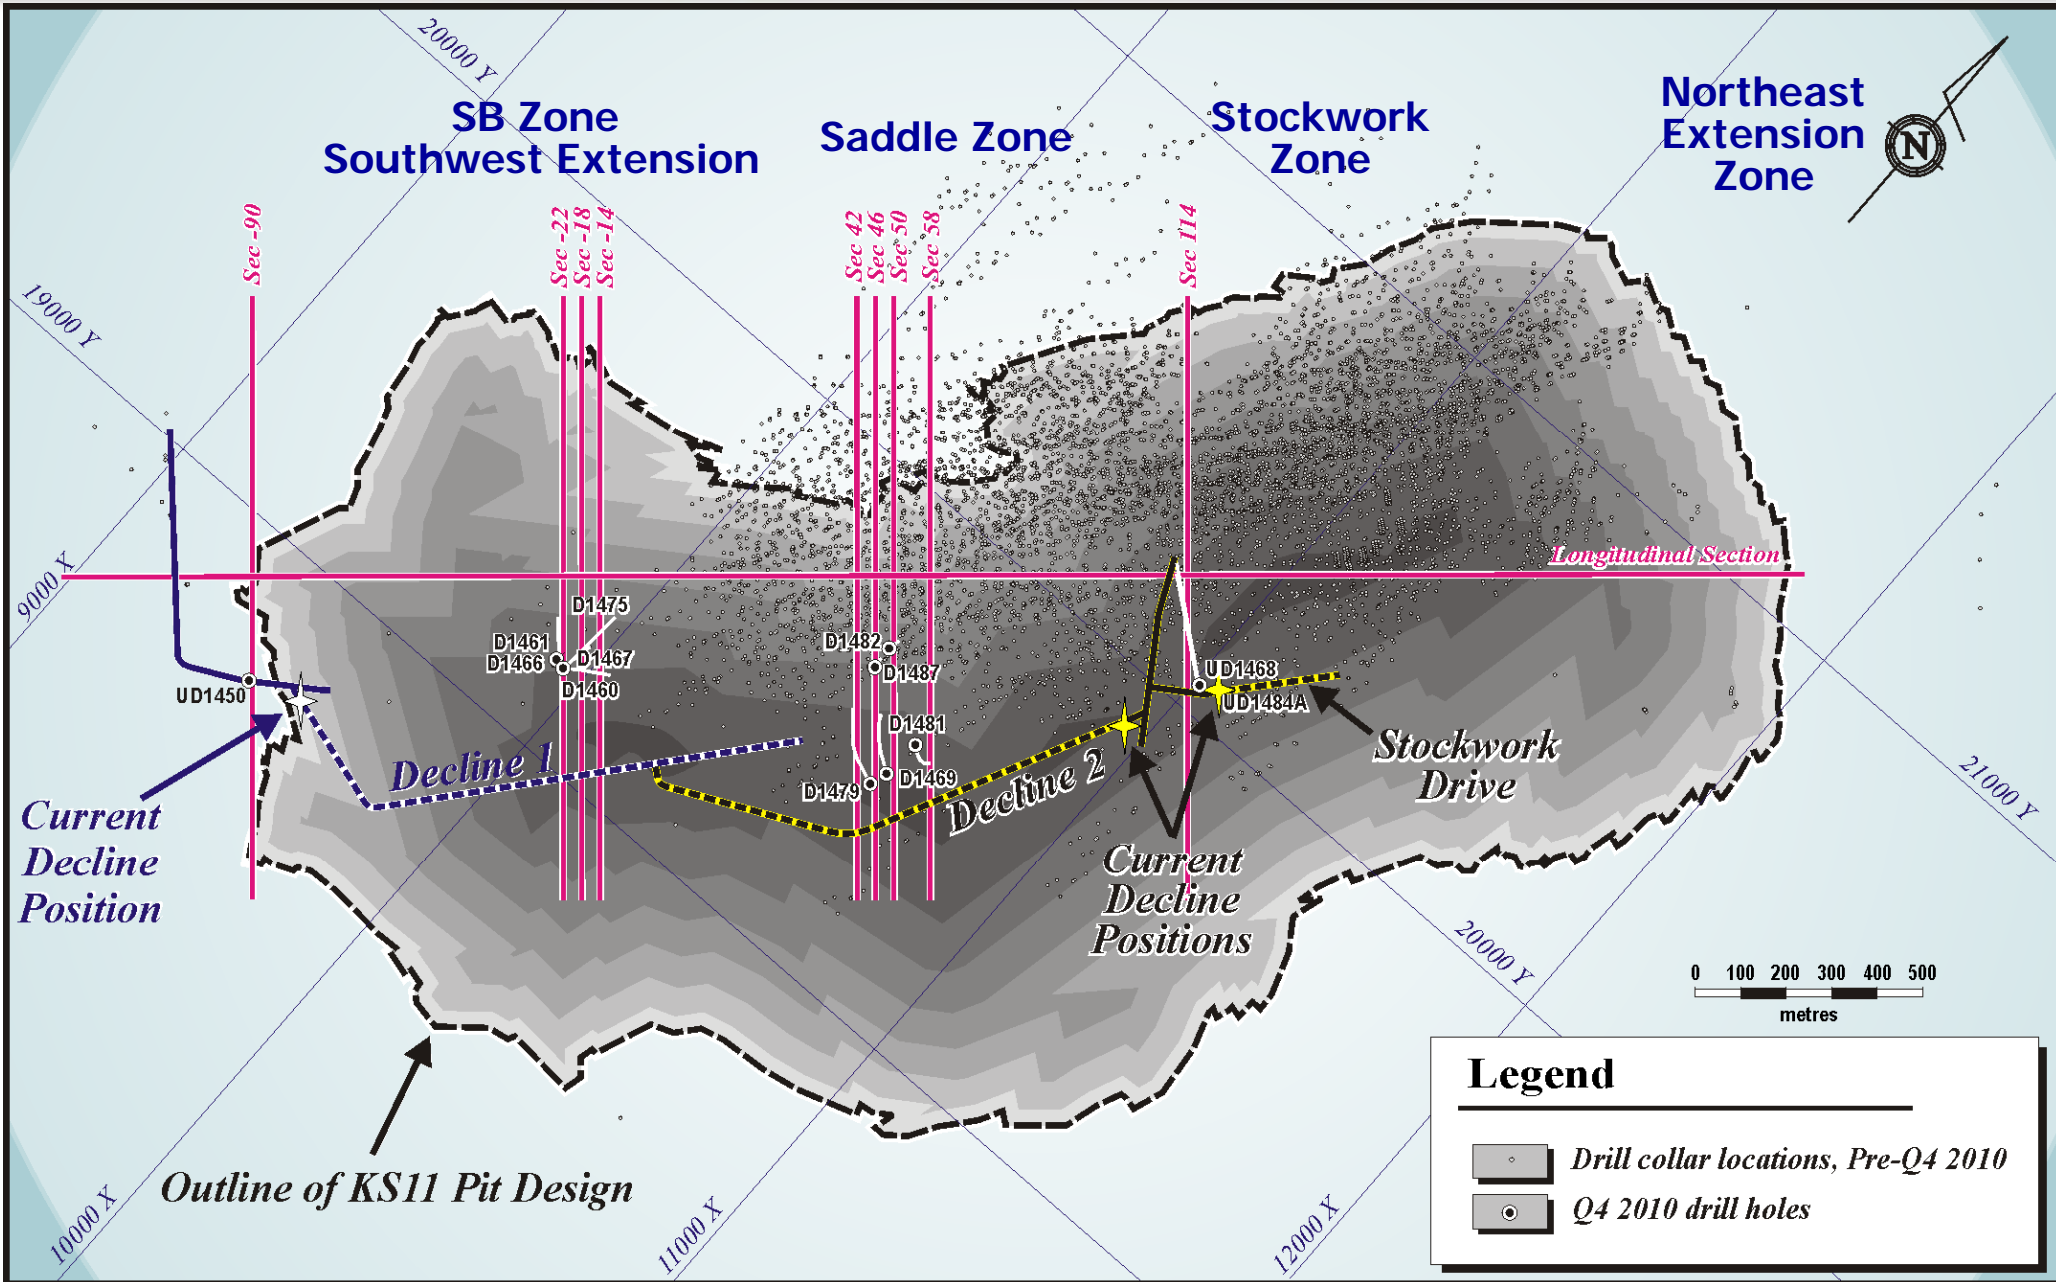 20000 Y
SB Zone
Southwest Extension
Saddle Zone
Stockwork
Zone
Northeast
Extension
Zone
N
19000 Y
Sec -90
Sec -22
Sec -18
Sec -14
Sec 42
Sec 46
Sec 50
Sec 58
Sec 114
9000 X
Longitudinal Section
D1475
D1461
D1466
D1467
D1460
D1482
D1487
UD1450
UD1468
UD1484A
D1481
D1469
D1479
Decline 1
Decline 2
Stockwork
Drive
Current
Decline
Position
Current
Decline
Positions
21000 Y
20000 Y
0 100 200 300 400 500
metres
Outline of KS11 Pit Design
10000 X
11000 X
12000 X
Legend
Drill collar locations, Pre-Q4 2010
Q4 2010 drill holes